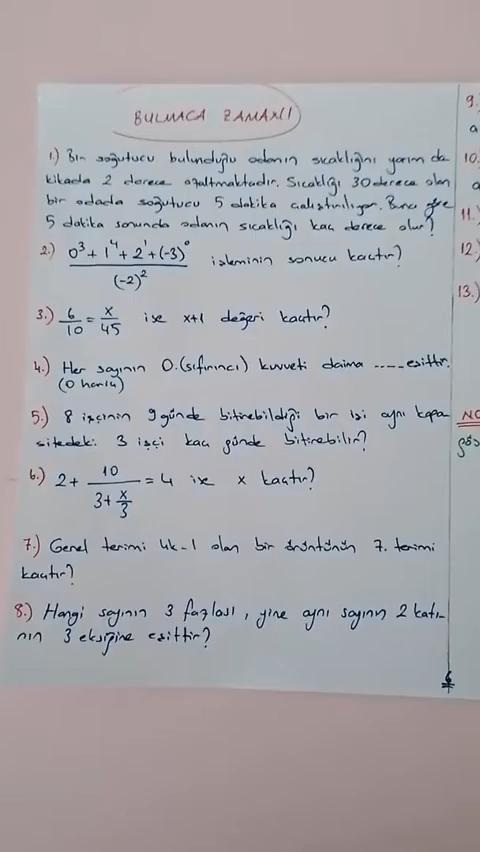 BULMACA ZAMANI
1.) Bir soğutucu bulunduğu odanın sıcaklığını yarım da
kikada 2 derece azaltmaktadır. Sıcaklığı 30 derece olan
bir odada soğutucu 5 dakika çalıştırılıyor. Buna göre
5 dakika sonunda odanın sıcaklığı kaç derece olur?
2.) 0³ + 1⁴ + 2¹ + (-3)⁰ / (-2)² işleminin sonucu kaçtır?
3.) 6/10 = x/45 ise x+1 değeri kaçtır?
4.) Her sayının 0.(sıfırıncı) kuvveti daima ---- eşittir.
(0 hariç)
5.) 8 işçinin 9 günde bitirebildiği bir işi aynı kapa
sitedeki 3 işçi kaç günde bitirebilir?
6.) 2 + 10 / (3 + x/3) = 4 ise x kaçtır?
7.) Genel terimi 4k-1 olan bir örüntünün 7. terimi
kaçtır?
8.) Hangi sayının 3 fazlası, yine aynı sayının 2 katı-
nın 3 eksiğine eşittir?
6
9.
a
10.
a
11.)
12.)
13.)
NO